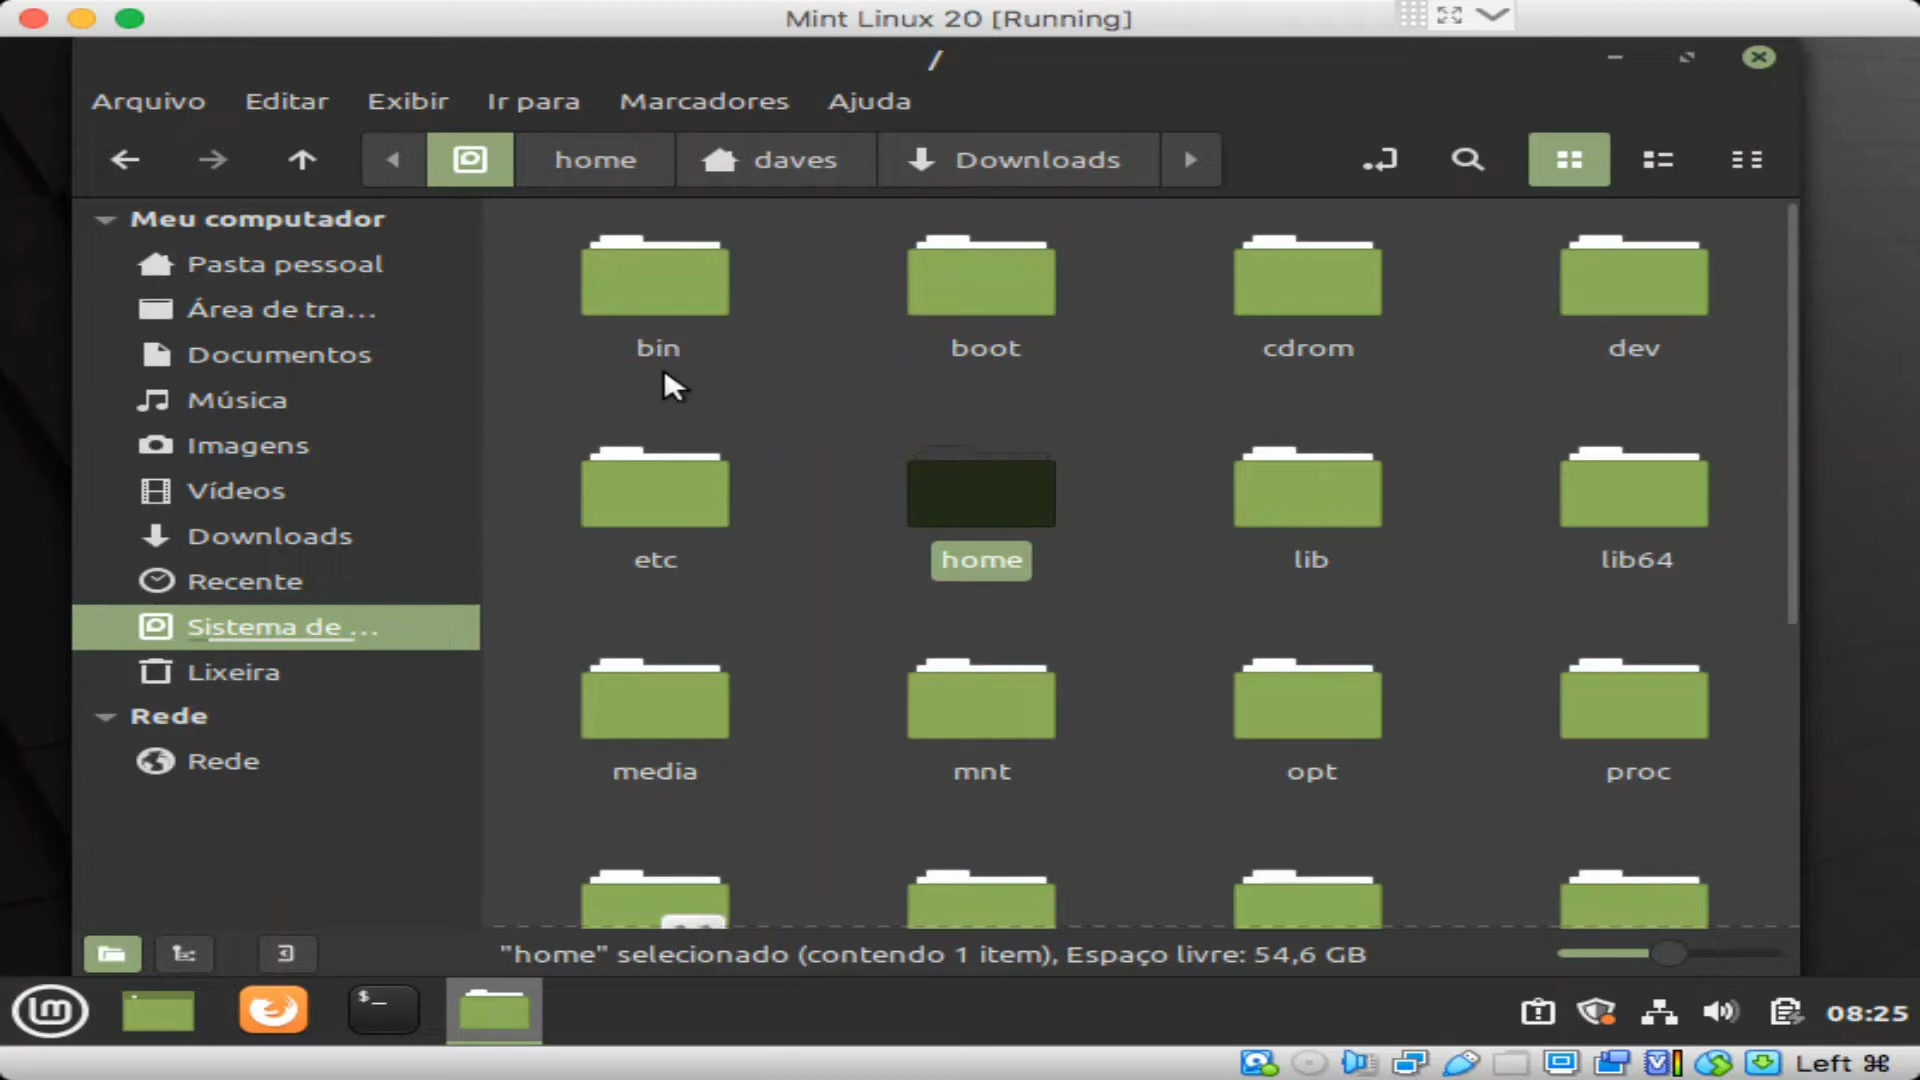 Mint Linux 20 [Running]
/
Arquivo Editar Exibir Ir para Marcadores Ajuda
home daves Downloads
Meu computador
Pasta pessoal
Área de tra...
Documentos
Música
Imagens
Vídeos
Downloads
Recente
Sistema de ...
Lixeira
Rede
Rede
bin boot cdrom dev
etc home lib lib64
media mnt opt proc
"home" selecionado (contendo 1 item), Espaço livre: 54,6 GB
lm $_ 08:25
Left ⌘